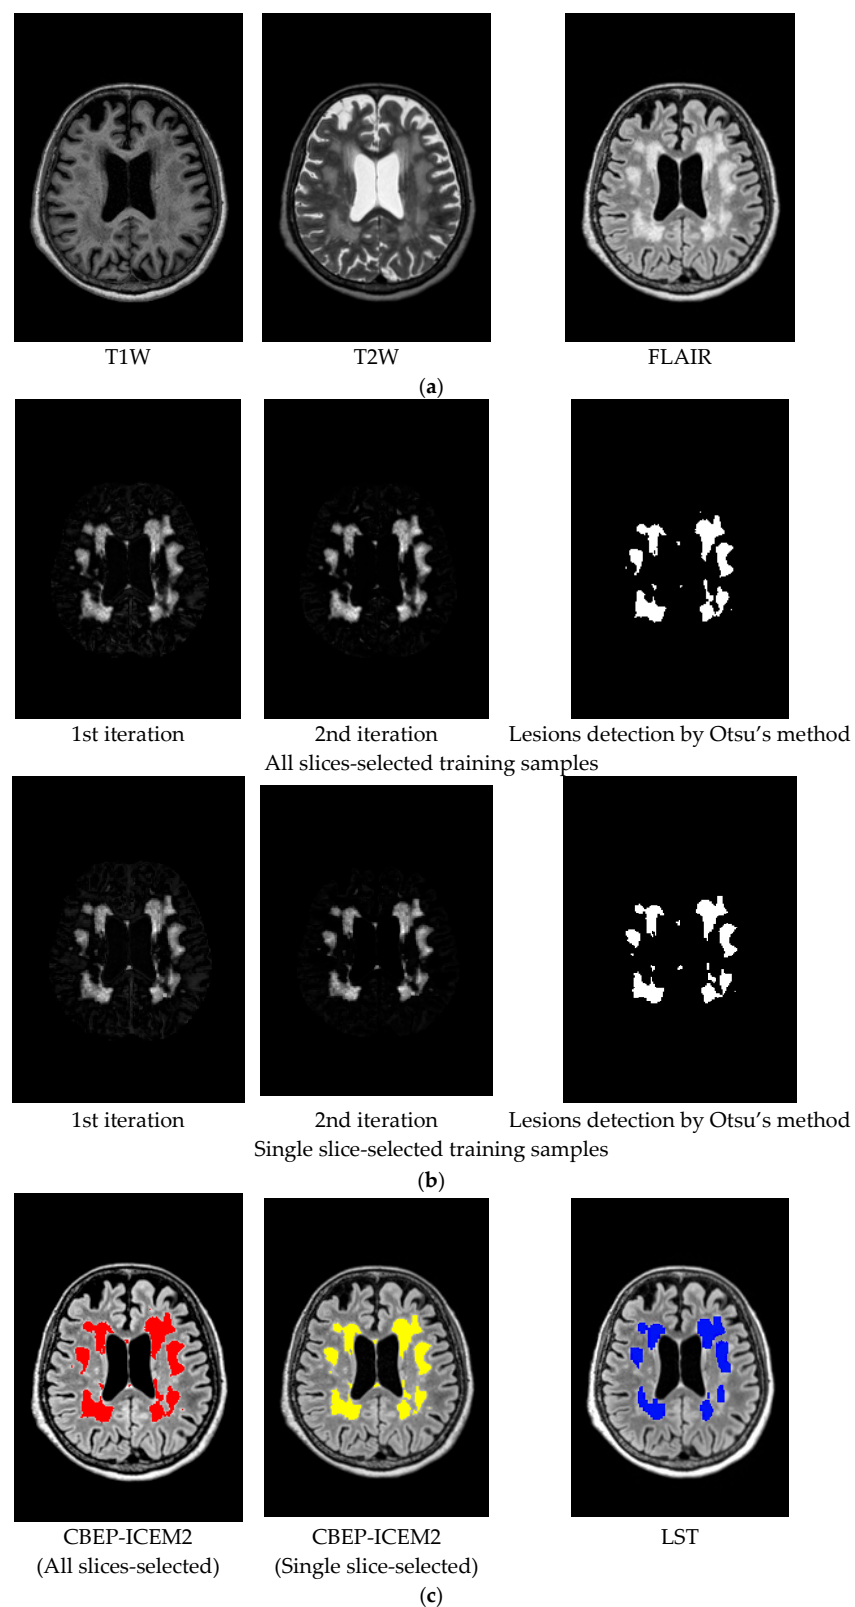 T1W
T2W
FLAIR
(a)
1st iteration
2nd iteration
Lesions detection by Otsu’s method
All slices-selected training samples
1st iteration
2nd iteration
Lesions detection by Otsu’s method
Single slice-selected training samples
(b)
CBEP-ICEM2
(All slices-selected)
CBEP-ICEM2
(Single slice-selected)
LST
(c)